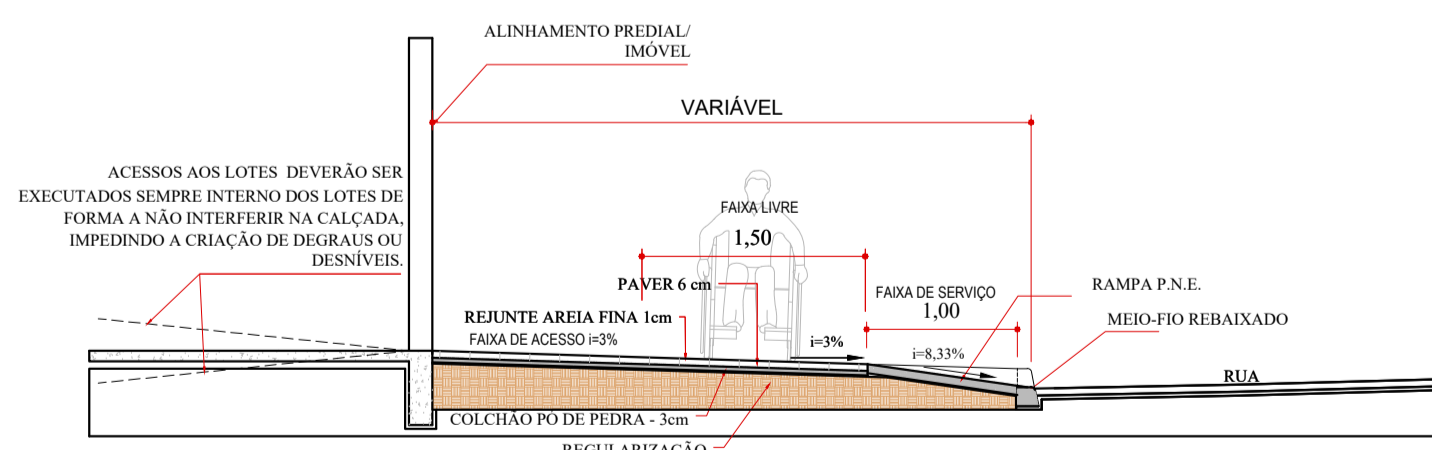 ALINHAMENTO PREDIAL/
IMÓVEL
VARIÁVEL
ACESSOS AOS LOTES DEVERÃO SER
EXECUTADOS SEMPRE INTERNO DOS LOTES DE
FORMA A NÃO INTERFERIR NA CALÇADA,
IMPEDINDO A CRIAÇÃO DE DEGRAUS OU
DESNÍVEIS.
FAIXA LIVRE
1,50
PAVER 6 cm
FAIXA DE SERVIÇO
1,00
RAMPA P.N.E.
REJUNTE AREIA FINA 1cm
MEIO-FIO REBAIXADO
FAIXA DE ACESSO i=3%
i=3%
i=8,33%
RUA
COLCHÃO PÓ DE PEDRA - 3cm
REGULARIZAÇÃO